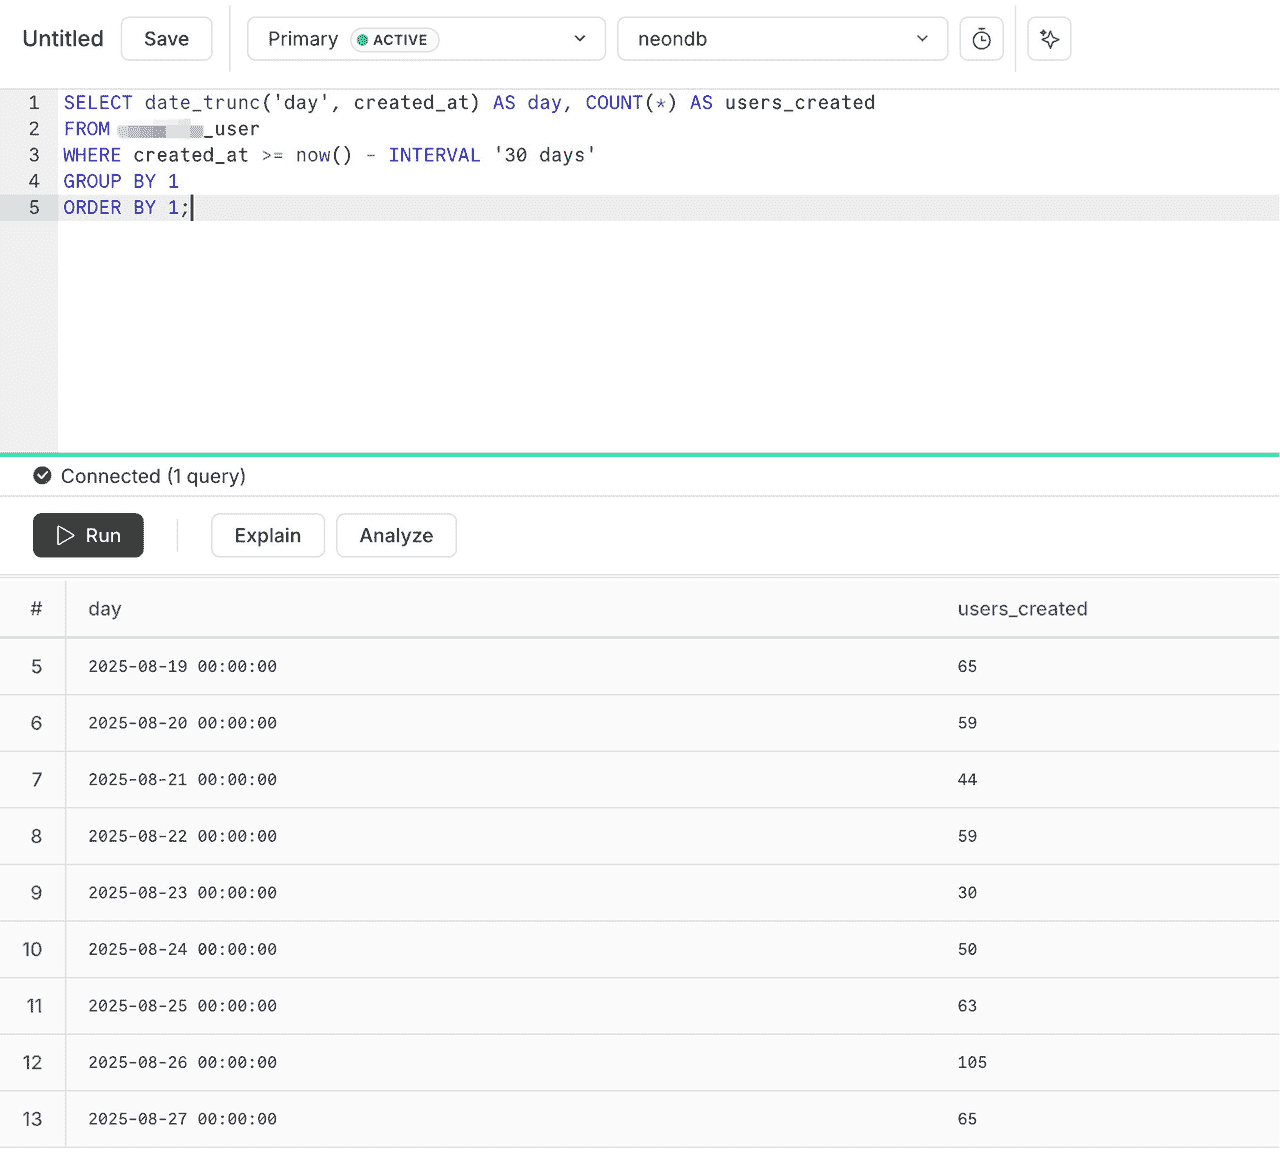 Untitled Save Primary ACTIVE neondb
1 SELECT date_trunc('day', created_at) AS day, COUNT(*) AS users_created
2 FROM _user
3 WHERE created_at >= now() - INTERVAL '30 days'
4 GROUP BY 1
5 ORDER BY 1;
Connected (1 query)
Run Explain Analyze
# day users_created
5 2025-08-19 00:00:00 65
6 2025-08-20 00:00:00 59
7 2025-08-21 00:00:00 44
8 2025-08-22 00:00:00 59
9 2025-08-23 00:00:00 30
10 2025-08-24 00:00:00 50
11 2025-08-25 00:00:00 63
12 2025-08-26 00:00:00 105
13 2025-08-27 00:00:00 65